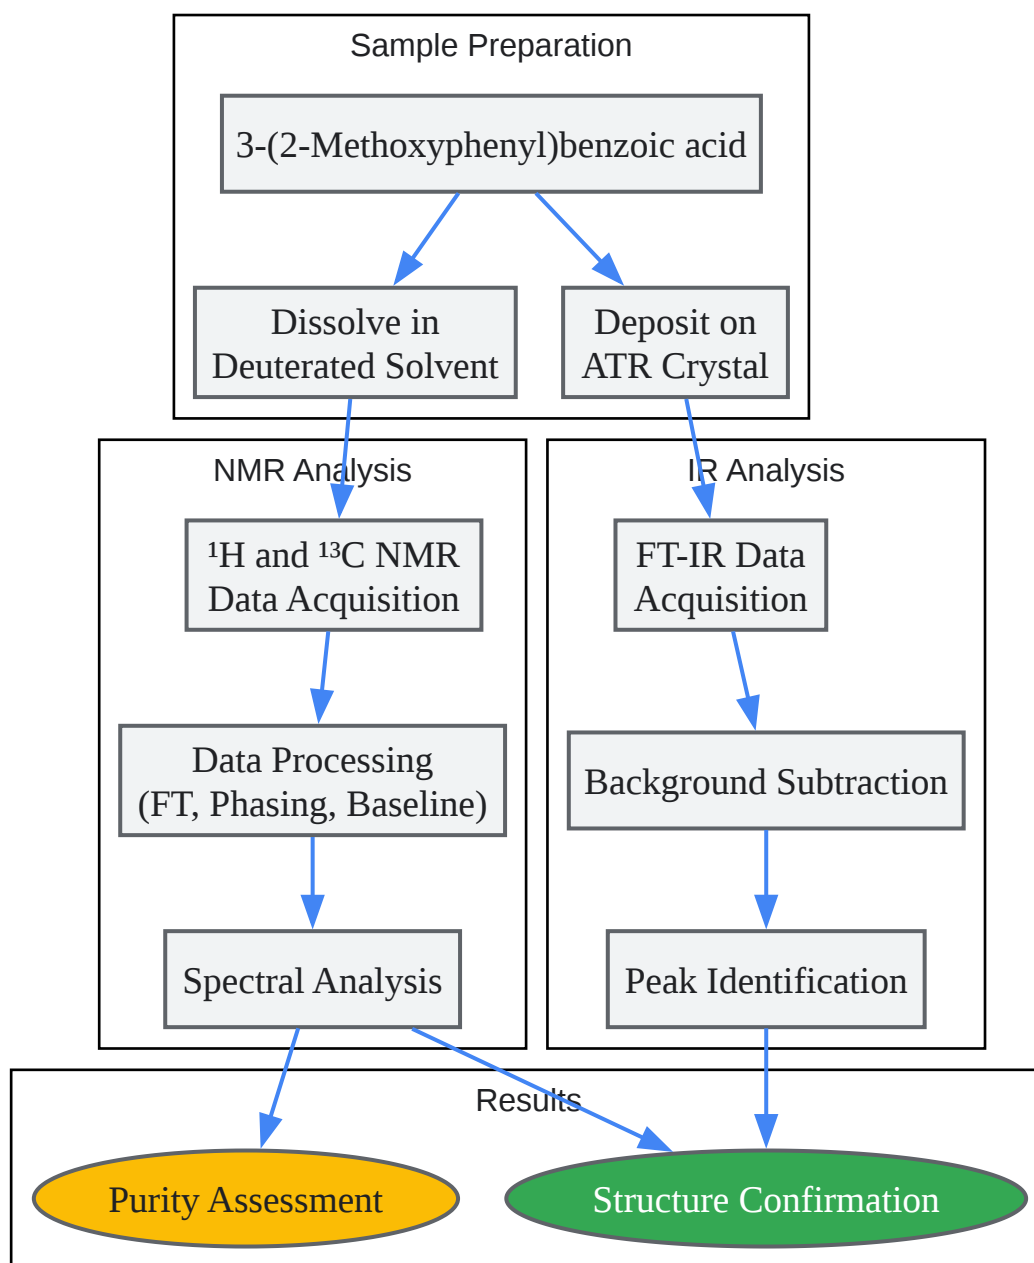 Sample Preparation
3-(2-Methoxyphenyl)benzoic acid
Dissolve in
Deuterated Solvent
Deposit on
ATR Crystal
NMR Analysis
¹H and ¹³C NMR
Data Acquisition
Data Processing
(FT, Phasing, Baseline)
Spectral Analysis
IR Analysis
FT-IR Data
Acquisition
Background Subtraction
Peak Identification
Results
Purity Assessment
Structure Confirmation